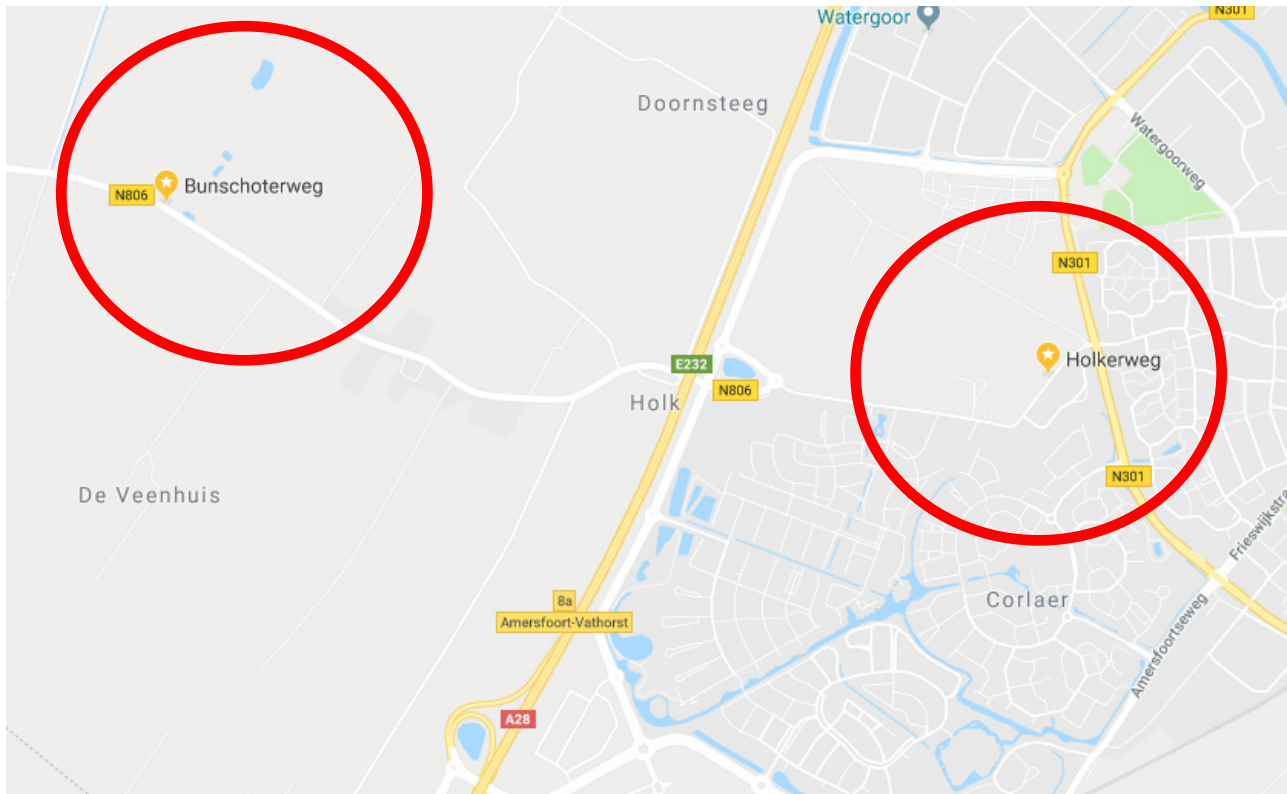 Watergoor
N301
Doornsteeg
Watergoorweg
N806
Bunschoterweg
N301
E232
Holkerweg
N806
Holk
N301
De Veenhuis
Frieswijkstra
8a
Amersfoort-Vathorst
Corlaer
Amersfoortseweg
A28